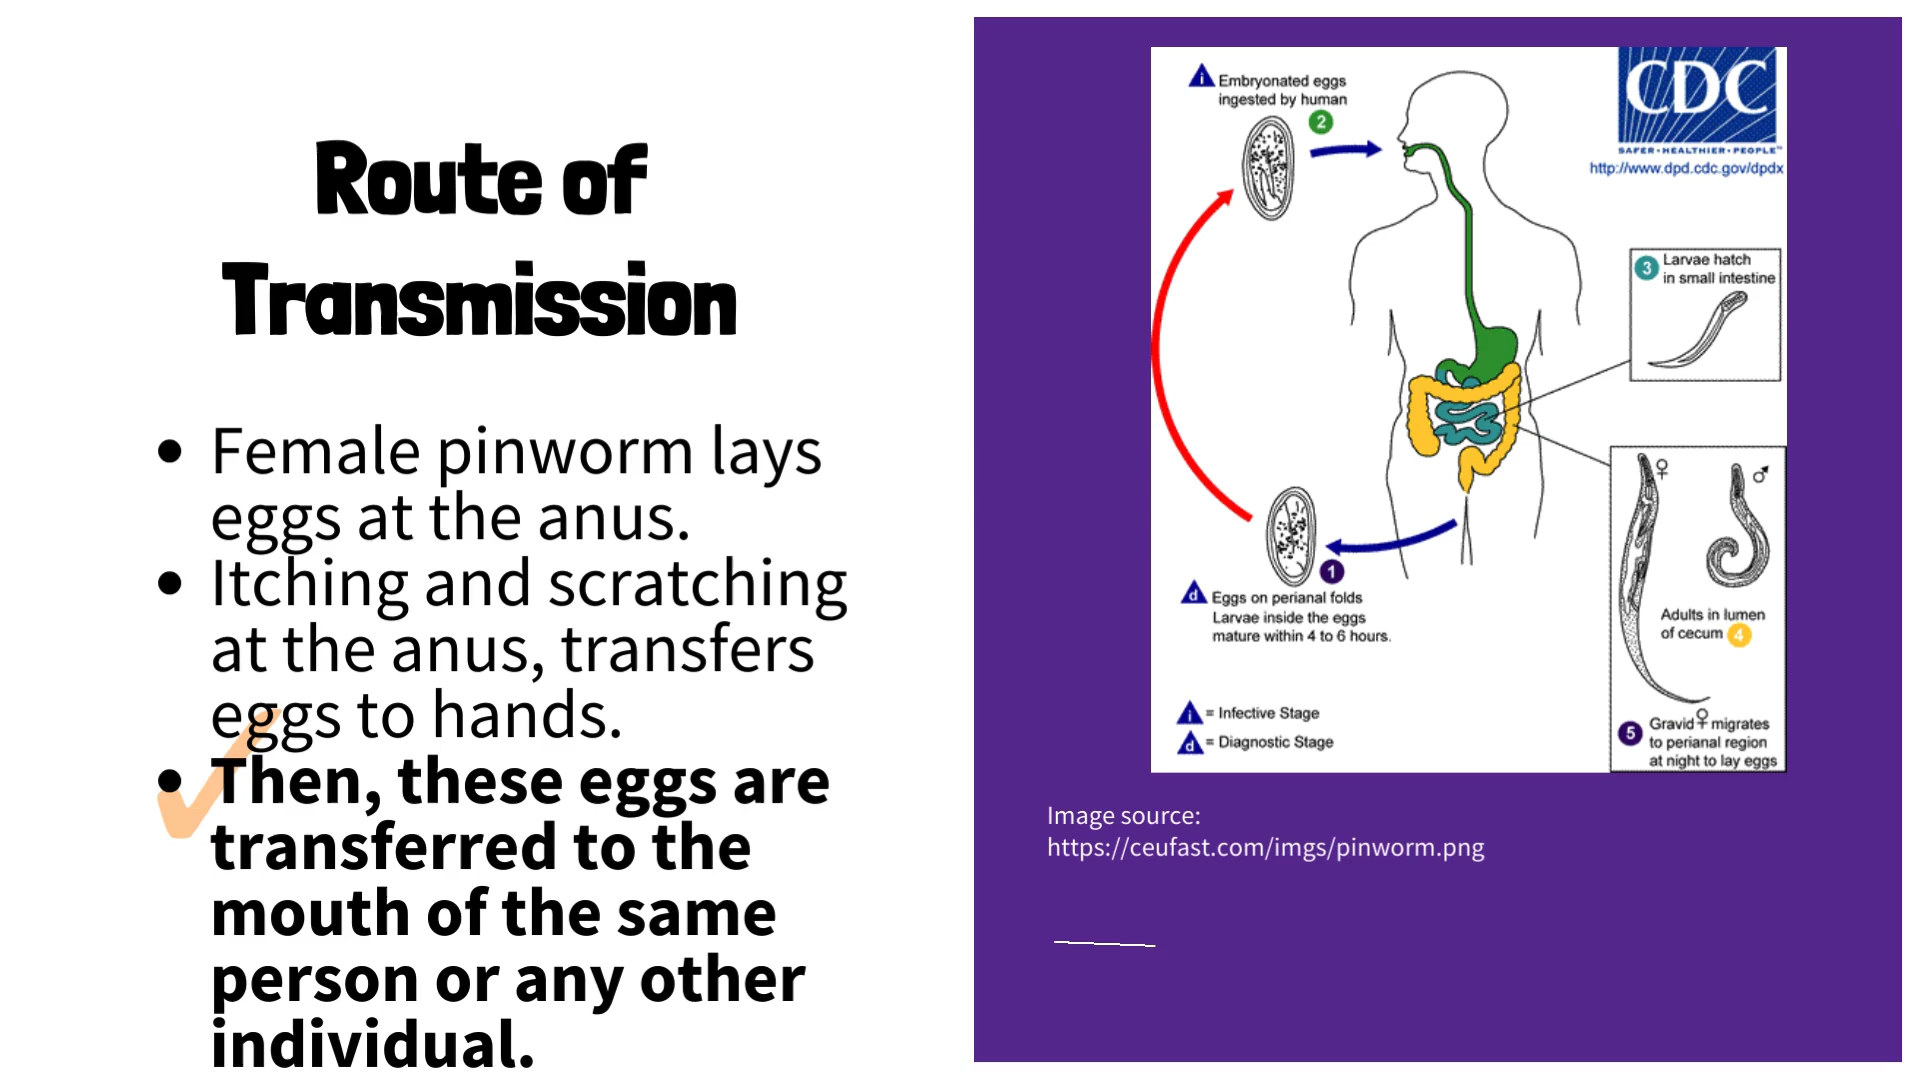 Route of
Transmission
• Female pinworm lays
eggs at the anus.
• Itching and scratching
at the anus, transfers
eggs to hands.
• Then, these eggs are
transferred to the
mouth of the same
person or any other
individual.
i Embryonated eggs
ingested by human
2
CDC
SAFER•HEALTHIER•PEOPLE™
http://www.dpd.cdc.gov/dpdx
3 Larvae hatch
in small intestine
♀ ♂
Adults in lumen
of cecum 4
1
d Eggs on perianal folds
Larvae inside the eggs
mature within 4 to 6 hours.
i = Infective Stage
d = Diagnostic Stage
5 Gravid ♀ migrates
to perianal region
at night to lay eggs
Image source:
https://ceufast.com/imgs/pinworm.png